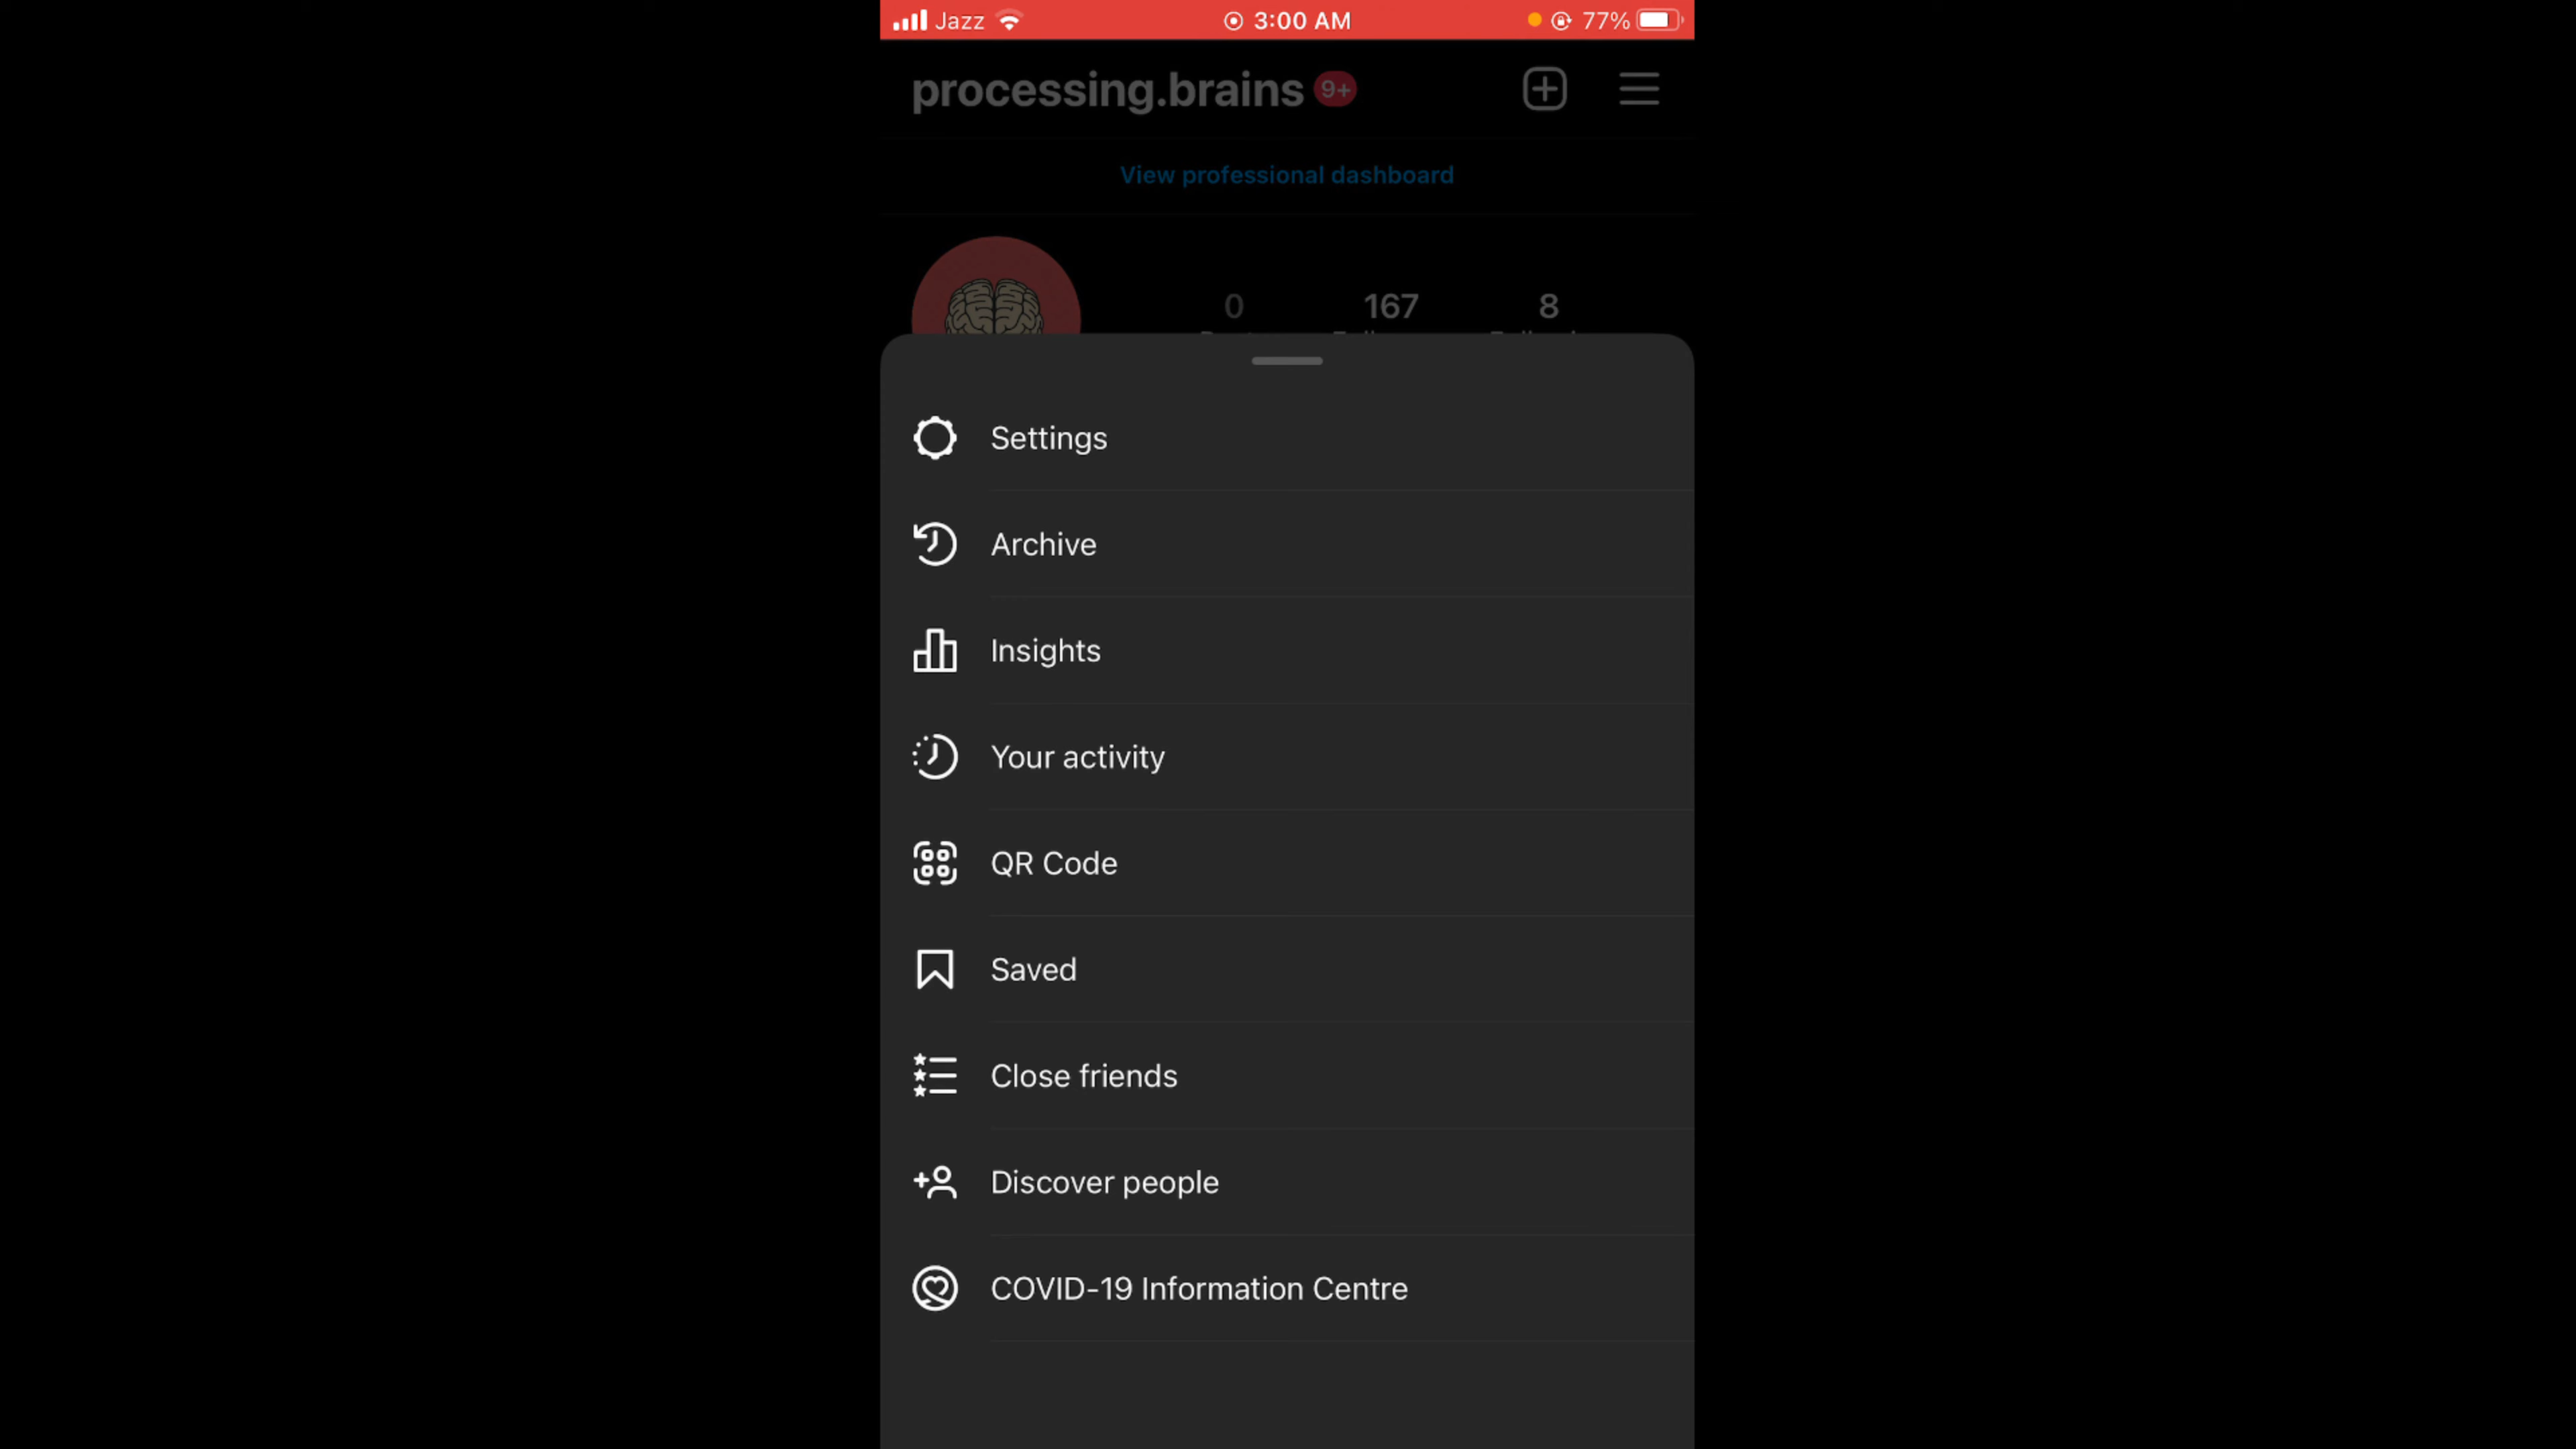 Jazz 3:00 AM 77%
processing.brains 9+
View professional dashboard
0 167 8
Settings
Archive
Insights
Your activity
QR Code
Saved
Close friends
Discover people
COVID-19 Information Centre